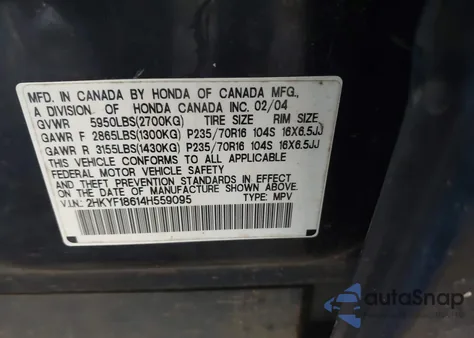 MFD. IN CANADA BY HONDA OF CANADA MFG.,
A DIVISION OF HONDA CANADA INC. 02/04
GVWR 5950LBS(2700KG) TIRE SIZE RIM SIZE
GAWR F 2865LBS(1300KG) P235/70R16 104S 16X6.5JJ
GAWR R 3155LBS(1430KG) P235/70R16 104S 16X6.5JJ
THIS VEHICLE CONFORMS TO ALL APPLICABLE
FEDERAL MOTOR VEHICLE SAFETY
AND THEFT PREVENTION STANDARDS IN EFFECT
ON THE DATE OF MANUFACTURE SHOWN ABOVE.
V.I.N: 2HKYF18614H559095 TYPE: MPV
autoSnap